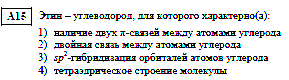 А15 Этин – углеводород, для которого характерно(а):
1) наличие двух π-связей между атомами углерода
2) двойная связь между атомами углерода
3) sp²-гибридизация орбиталей атомов углерода
4) тетраэдрическое строение молекулы